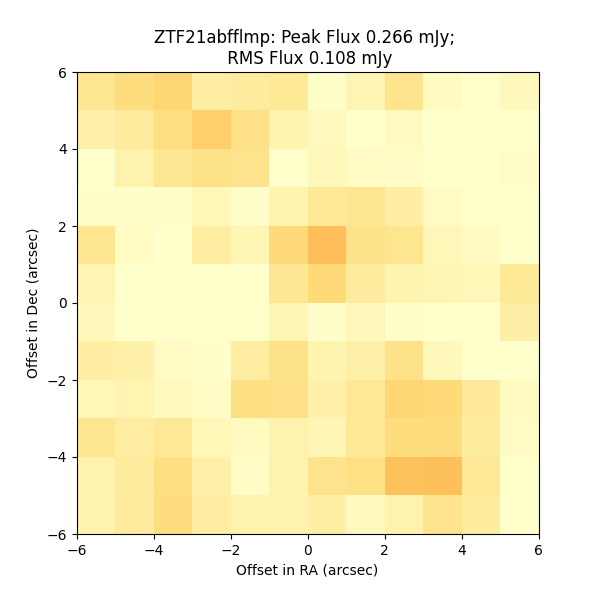 ZTF21abfflmp: Peak Flux 0.266 mJy;
RMS Flux 0.108 mJy
6
4
2
0
−2
−4
−6
Offset in Dec (arcsec)
−6 −4 −2 0 2 4 6
Offset in RA (arcsec)